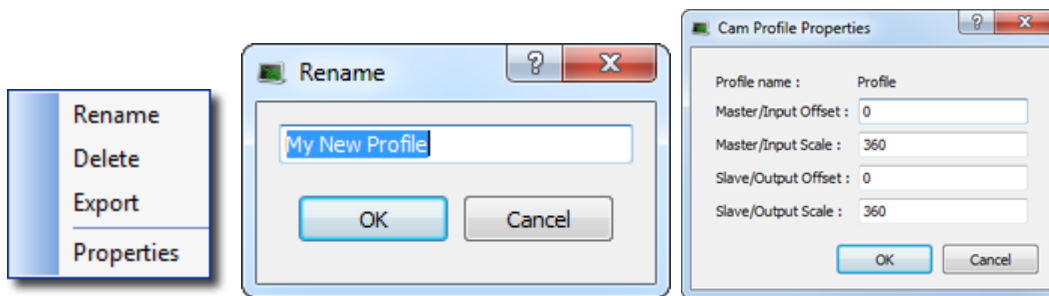 Rename
Delete
Export
Properties
Rename
My New Profile
OK Cancel
Cam Profile Properties
Profile name : Profile
Master/Input Offset : 0
Master/Input Scale : 360
Slave/Output Offset : 0
Slave/Output Scale : 360
OK Cancel